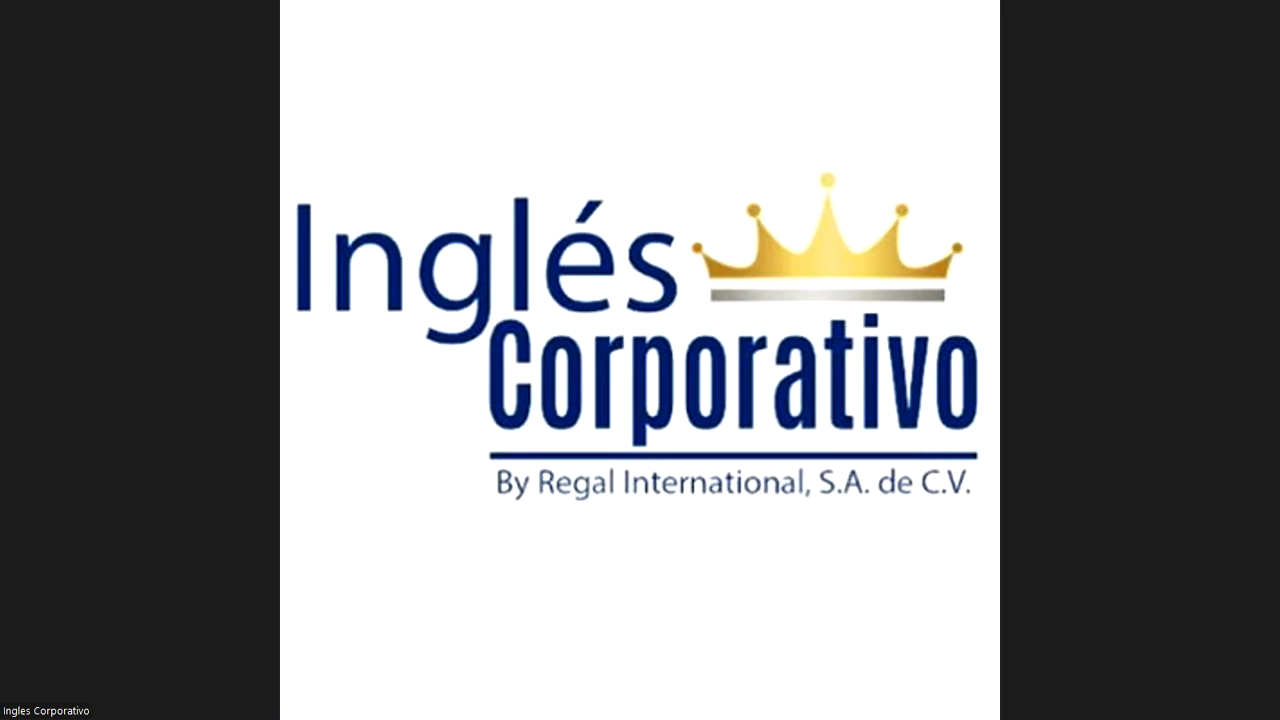 Inglés
Corporativo
By Regal International, S.A. de C.V.
Ingles Corporativo